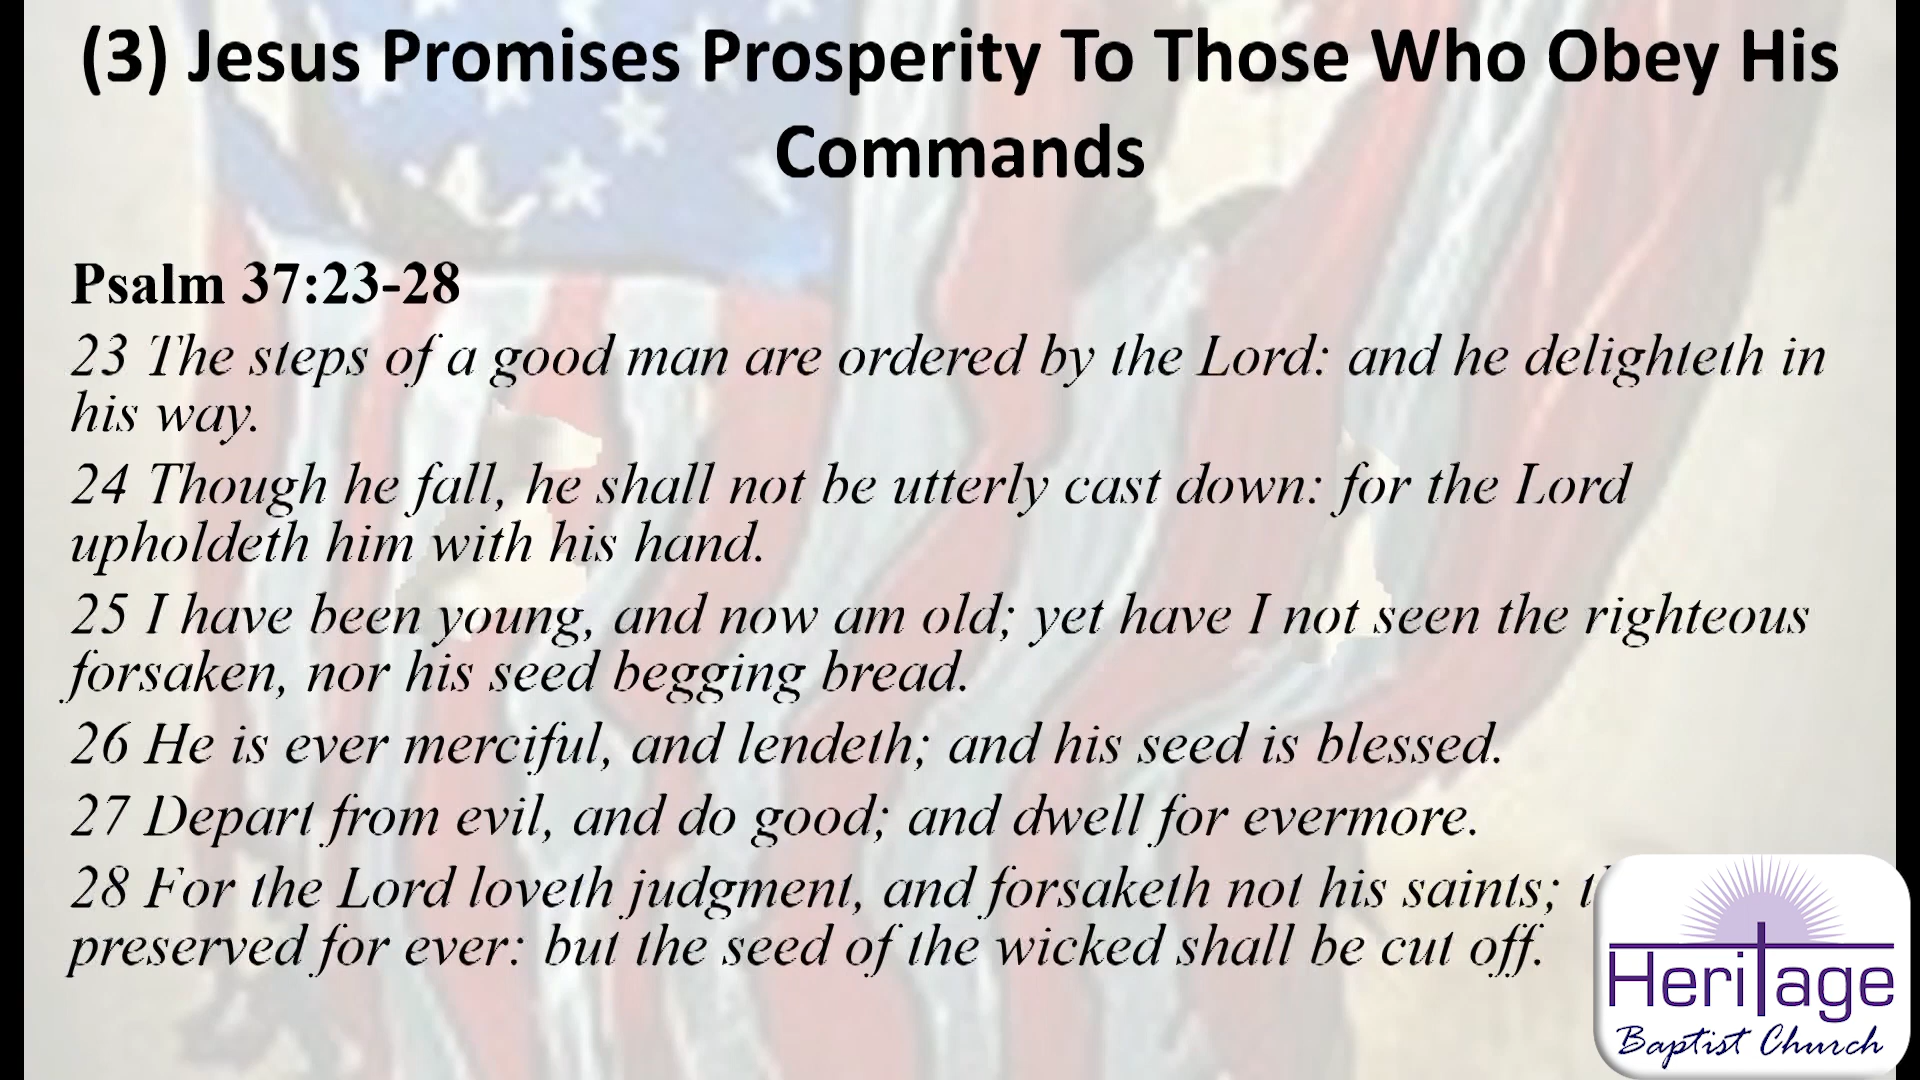 (3) Jesus Promises Prosperity To Those Who Obey His
Commands
Psalm 37:23-28
23 The steps of a good man are ordered by the Lord: and he delighteth in
his way.
24 Though he fall, he shall not be utterly cast down: for the Lord
upholdeth him with his hand.
25 I have been young, and now am old; yet have I not seen the righteous
forsaken, nor his seed begging bread.
26 He is ever merciful, and lendeth; and his seed is blessed.
27 Depart from evil, and do good; and dwell for evermore.
28 For the Lord loveth judgment, and forsaketh not his saints;
preserved for ever: but the seed of the wicked shall be cut off.
Heritage
Baptist Church